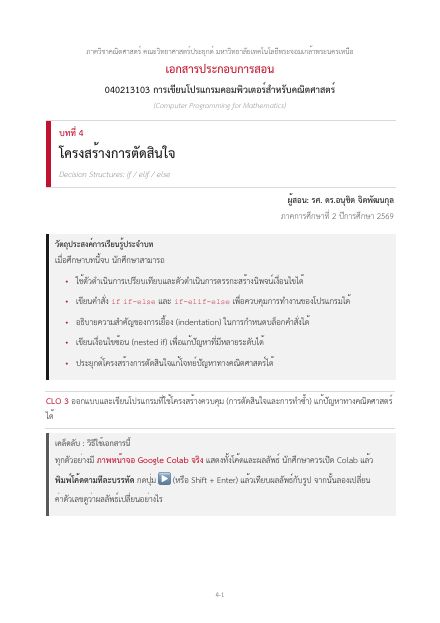 ภาควิชาคณิตศาสตร์ คณะวิทยาศาสตร์ประยุกต์ มหาวิทยาลัยเทคโนโลยีพระจอมเกล้าพระนครเหนือ
เอกสารประกอบการสอน
040213103 การเขียนโปรแกรมคอมพิวเตอร์สำหรับคณิตศาสตร์
(Computer Programming for Mathematics)
บทที่ 4
โครงสร้างการตัดสินใจ
Decision Structures: if / elif / else
ผู้สอน: รศ. ดร.อนุชิต จิตพัฒนกุล
ภาคการศึกษาที่ 2 ปีการศึกษา 2569
วัตถุประสงค์การเรียนรู้ประจำบท
เมื่อศึกษาบทนี้จบ นักศึกษาสามารถ
• ใช้ตัวดำเนินการเปรียบเทียบและตัวดำเนินการตรรกะสร้างนิพจน์เงื่อนไขได้
• เขียนคำสั่ง if if-else และ if-elif-else เพื่อควบคุมการทำงานของโปรแกรมได้
• อธิบายความสำคัญของการเยื้อง (indentation) ในการกำหนดบล็อกคำสั่งได้
• เขียนเงื่อนไขซ้อน (nested if) เพื่อแก้ปัญหาที่มีหลายระดับได้
• ประยุกต์โครงสร้างการตัดสินใจแก้โจทย์ปัญหาทางคณิตศาสตร์ได้
CLO 3 ออกแบบและเขียนโปรแกรมที่ใช้โครงสร้างควบคุม (การตัดสินใจและการทำซ้ำ) แก้ปัญหาทางคณิตศาสตร์
ได้
เคล็ดลับ : วิธีใช้เอกสารนี้
ทุกตัวอย่างมี ภาพหน้าจอ Google Colab จริง แสดงทั้งโค้ดและผลลัพธ์ นักศึกษาควรเปิด Colab แล้ว
พิมพ์โค้ดตามทีละบรรทัด กดปุ่ม ▶ (หรือ Shift + Enter) แล้วเทียบผลลัพธ์กับรูป จากนั้นลองเปลี่ยน
ค่าตัวเลขดูว่าผลลัพธ์เปลี่ยนอย่างไร
4-1